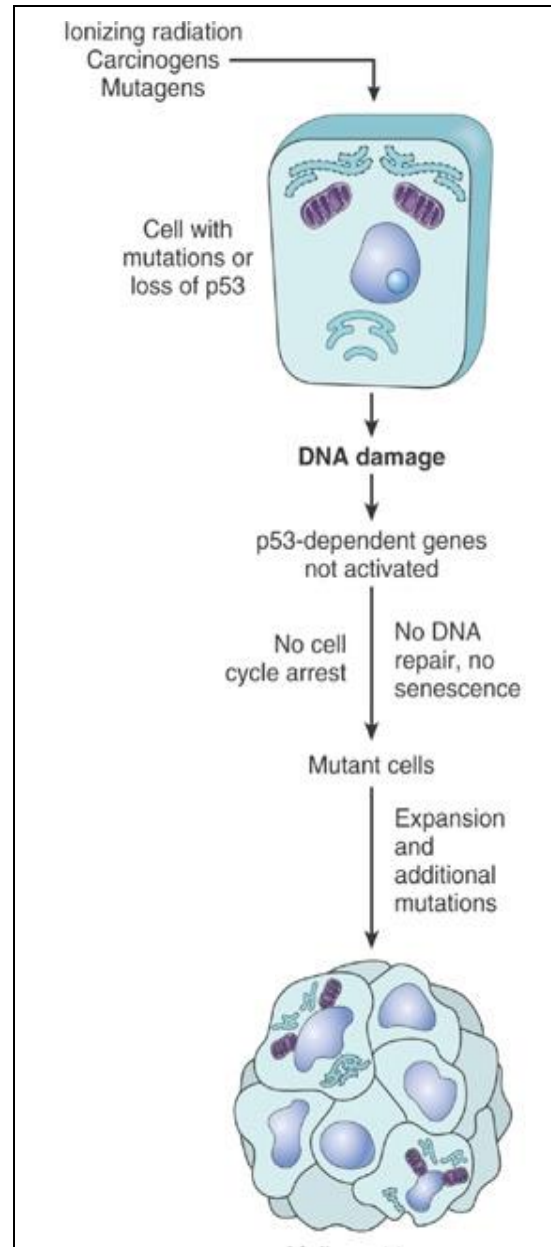 Ionizing radiation
Carcinogens
Mutagens
Cell with
mutations or
loss of p53
DNA damage
p53-dependent genes
not activated
No cell
cycle arrest
No DNA
repair, no
senescence
Mutant cells
Expansion
and
additional
mutations